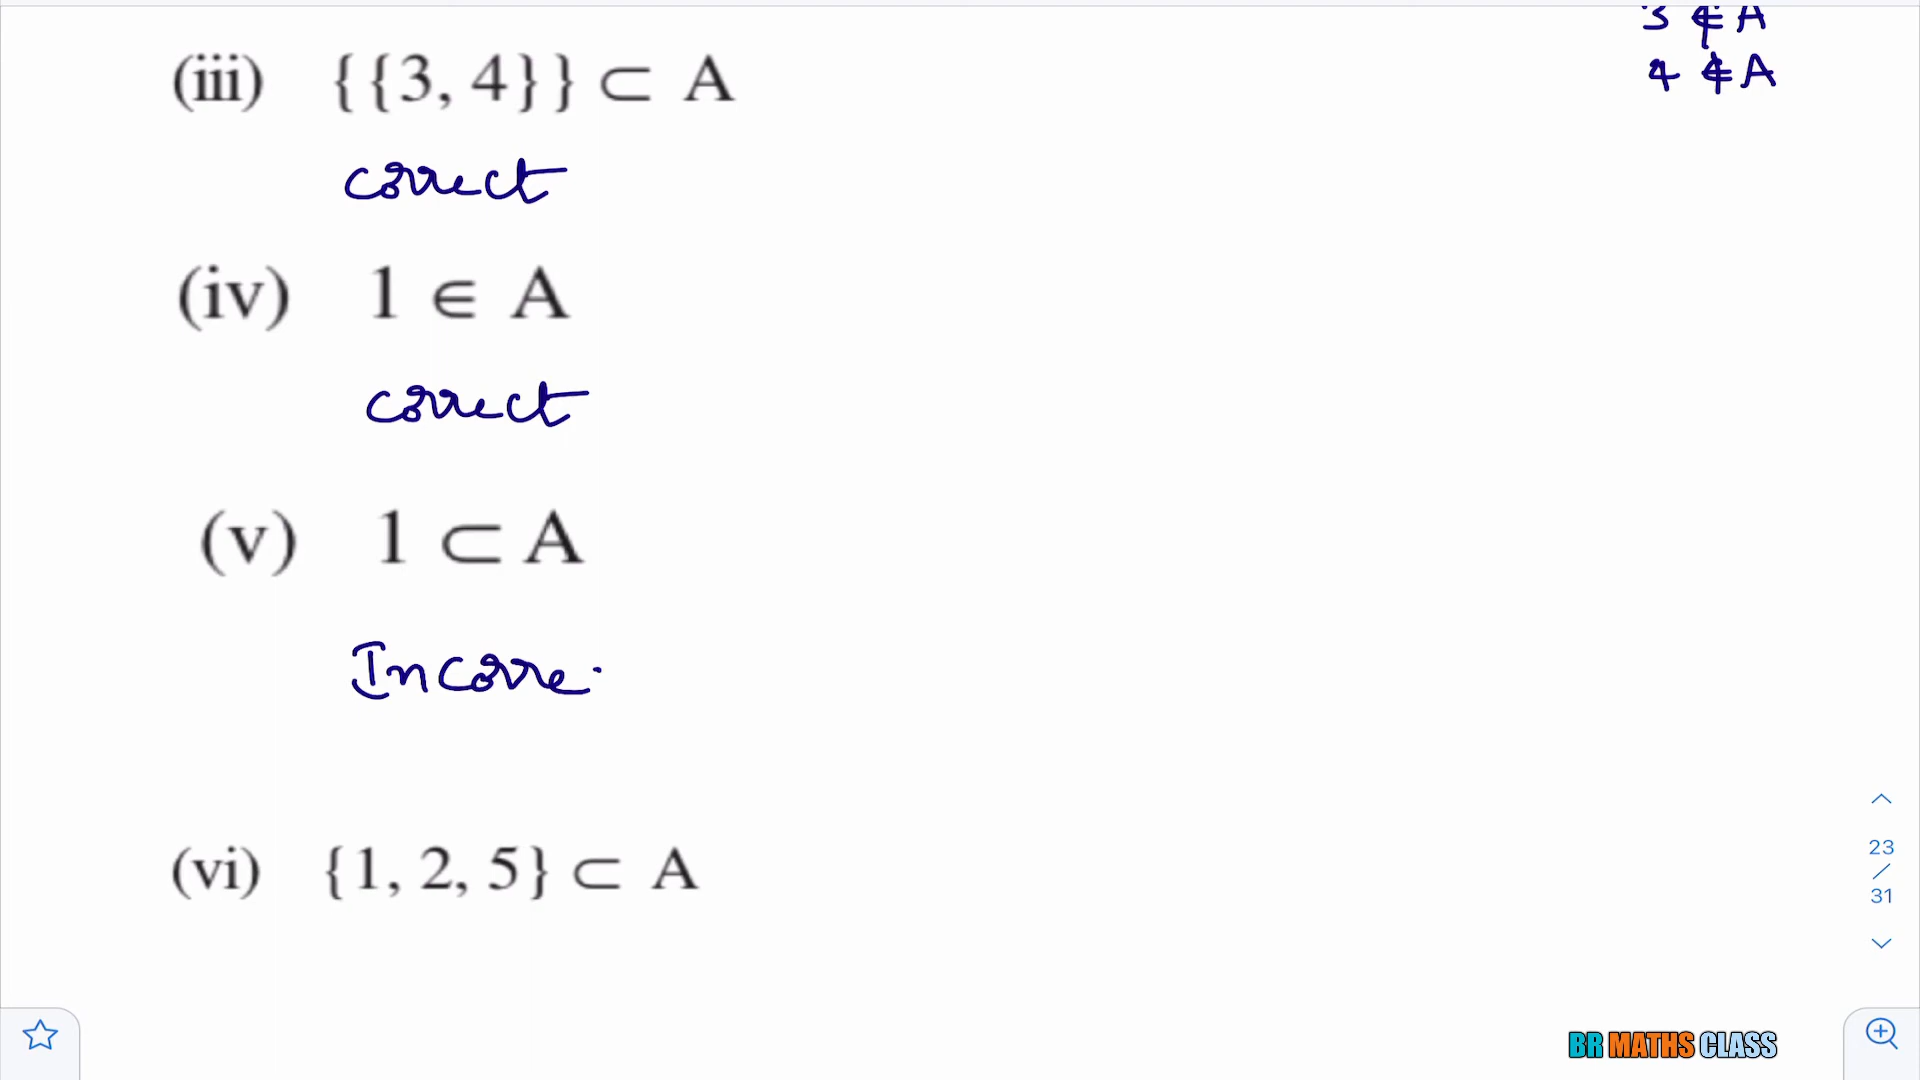 3 ∉ A
(iii) {{3, 4}} ⊂ A
4 ∉ A
correct
(iv) 1 ∈ A
correct
(v) 1 ⊂ A
Incorre
(vi) {1, 2, 5} ⊂ A
23
/
31
BR MATHS CLASS